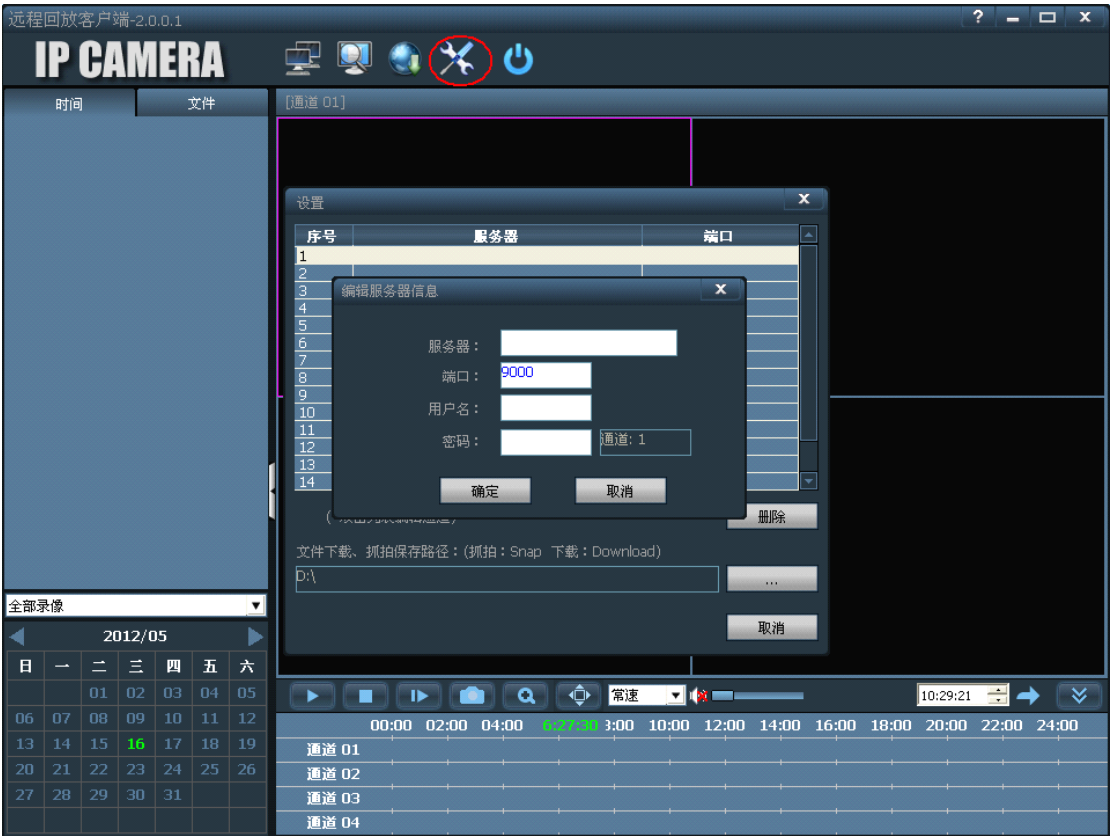 远程回放客户端-2.0.0.1
IP CAMERA
时间 文件
[通道 01]
设置
序号 服务器 端口
1
2
3
4
5
6
7
8
9
10
11
12
13
14
编辑服务器信息
服务器：
端口： 9000
用户名：
密码： 通道: 1
确定 取消
删除
文件下载、抓拍保存路径：(抓拍：Snap 下载：Download)
D:\ ...
取消
全部录像
2012/05
日 一 二 三 四 五 六
01 02 03 04 05
06 07 08 09 10 11 12
13 14 15 16 17 18 19
20 21 22 23 24 25 26
27 28 29 30 31
常速 10:29:21
00:00 02:00 04:00 6:27:30 10:00 12:00 14:00 16:00 18:00 20:00 22:00 24:00
通道 01
通道 02
通道 03
通道 04